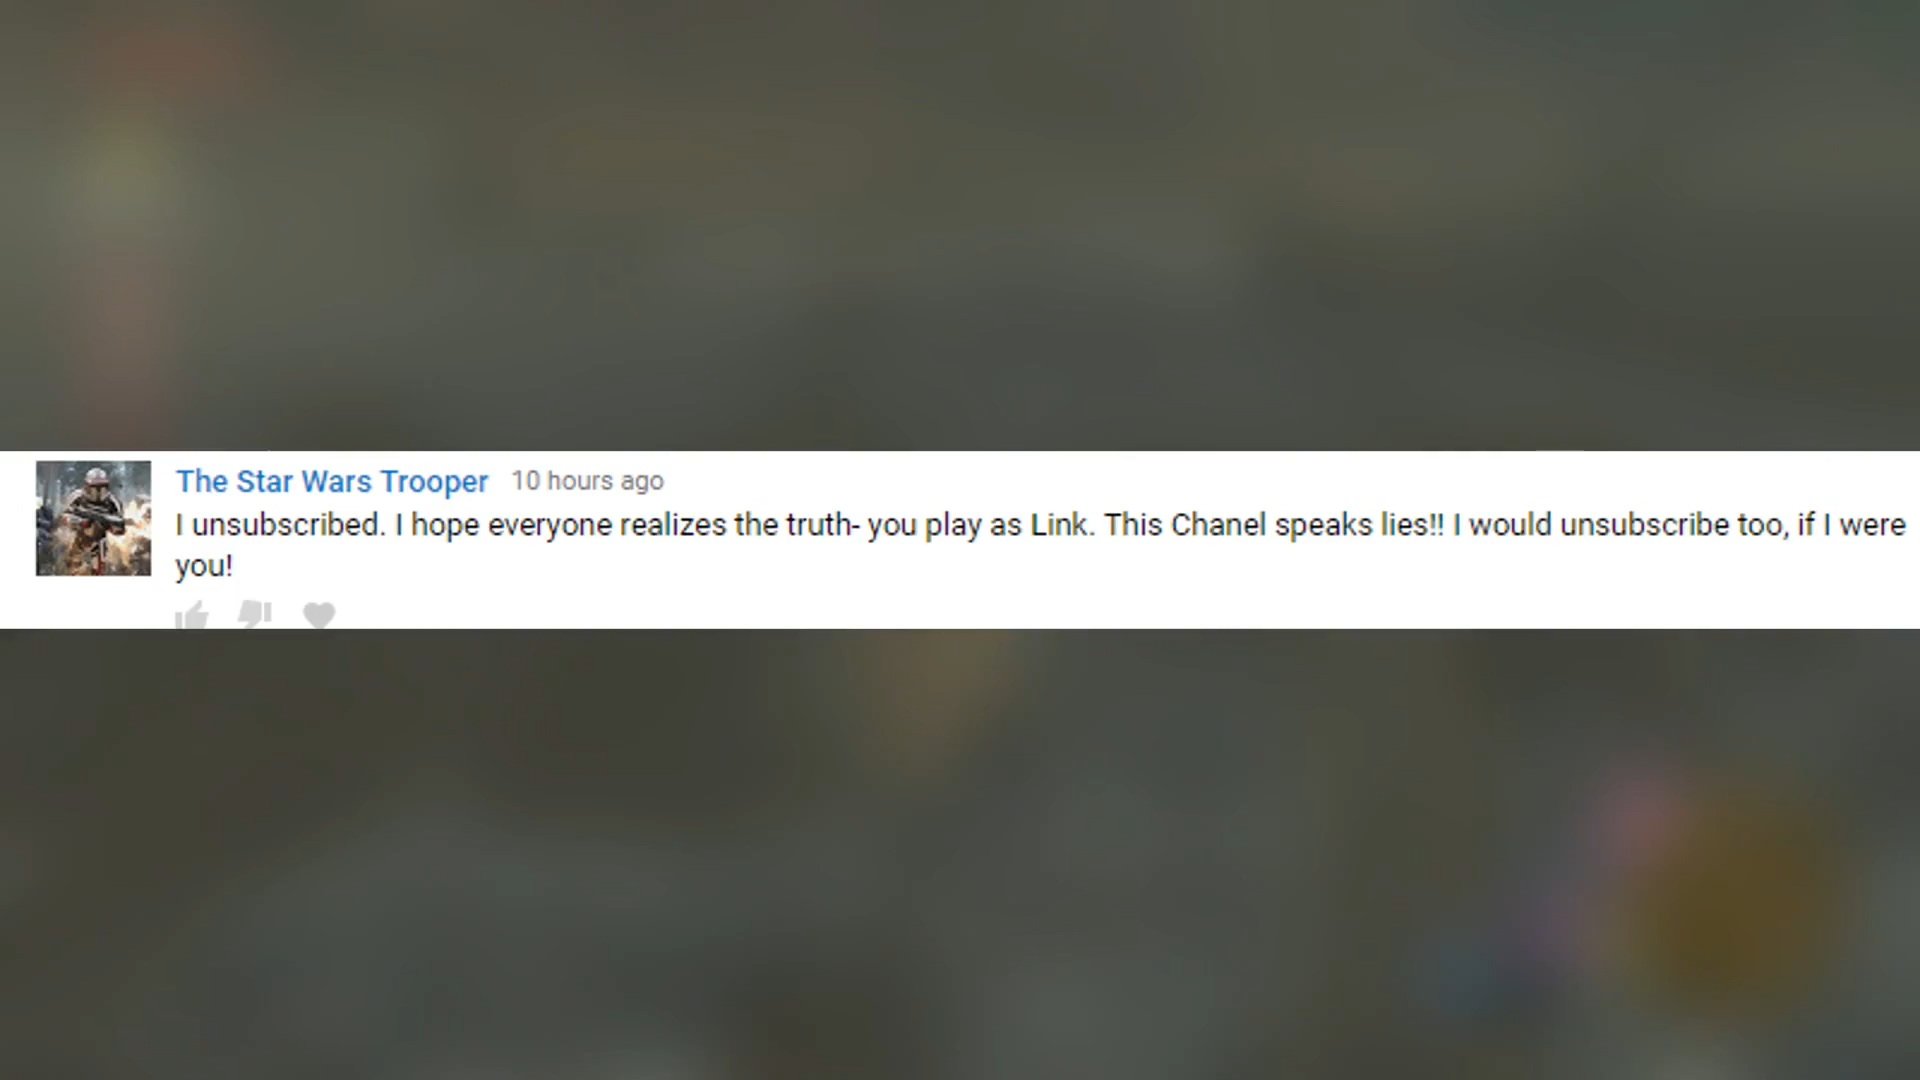 The Star Wars Trooper 10 hours ago
I unsubscribed. I hope everyone realizes the truth- you play as Link. This Chanel speaks lies!! I would unsubscribe too, if I were
you!